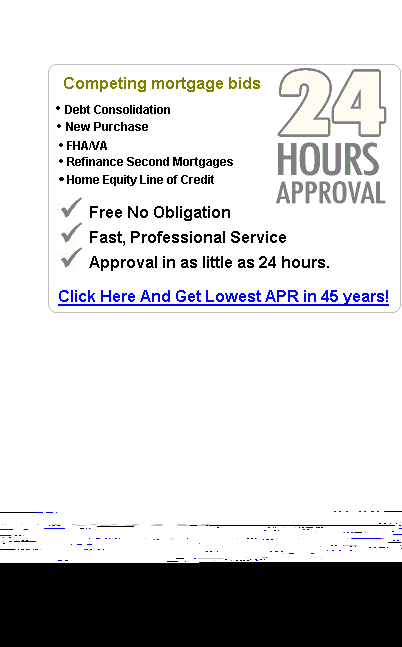 Competing mortgage bids
• Debt Consolidation
• New Purchase
• FHA/VA
• Refinance Second Mortgages
• Home Equity Line of Credit
24
HOURS
APPROVAL
Free No Obligation
Fast, Professional Service
Approval in as little as 24 hours.
Click Here And Get Lowest APR in 45 years!